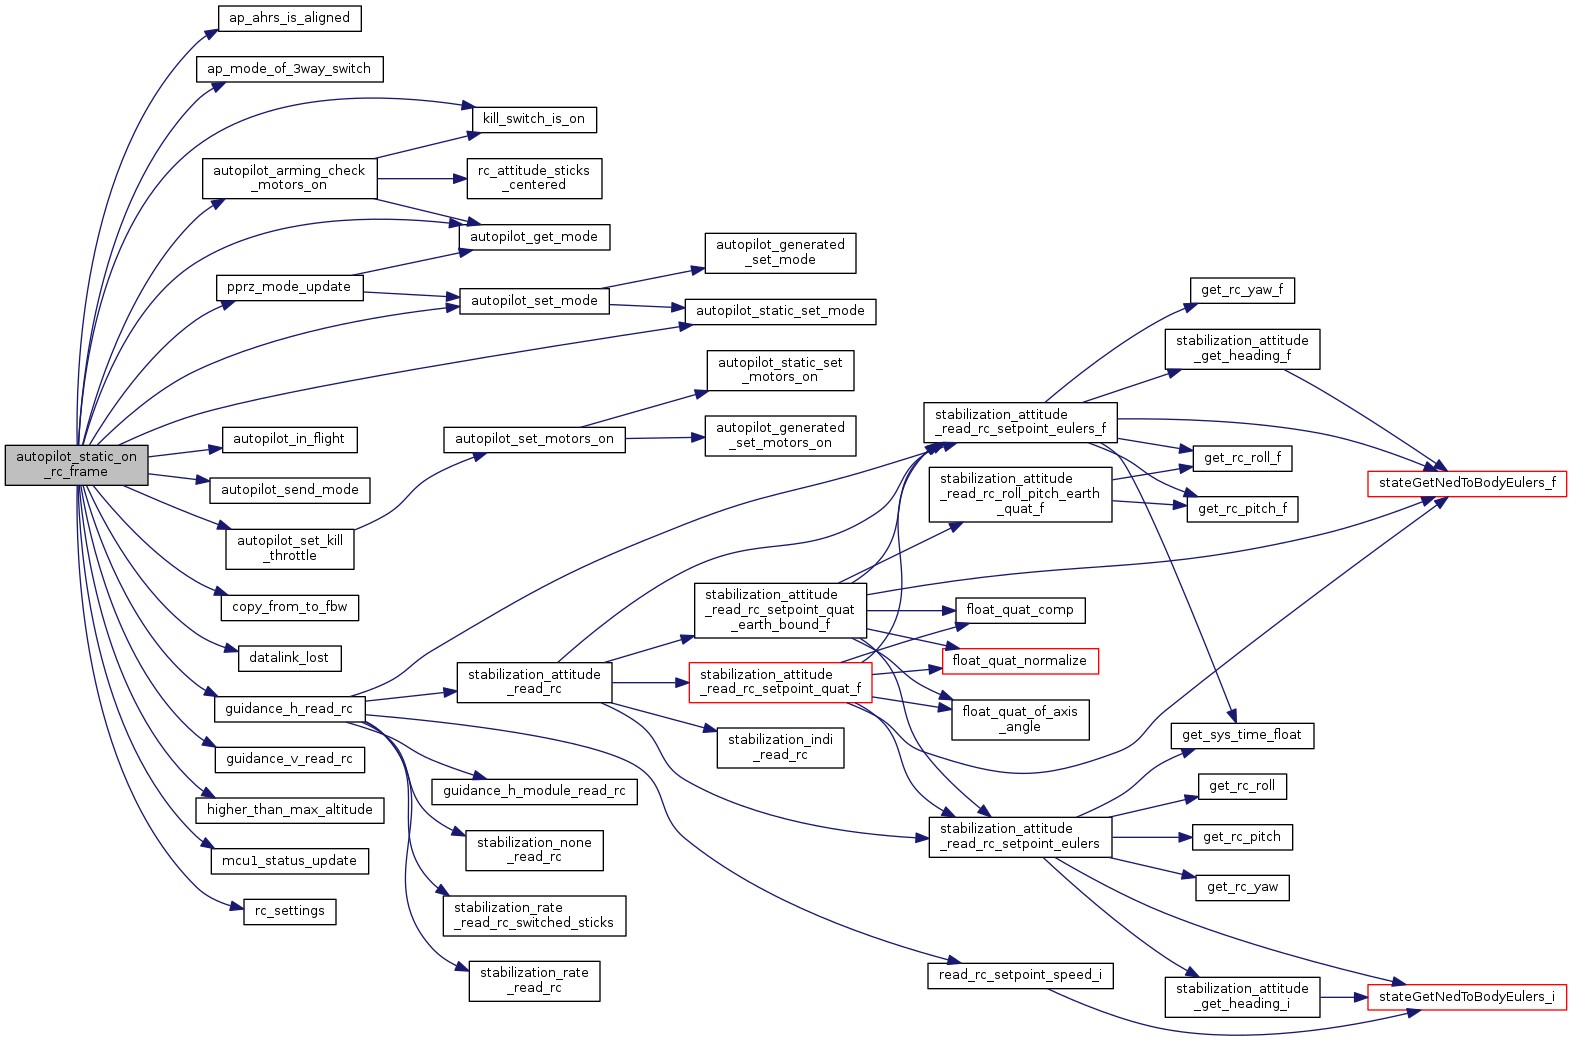 ap_ahrs_is_aligned
ap_mode_of_3way_switch
kill_switch_is_on
autopilot_arming_check
_motors_on
rc_attitude_sticks
_centered
autopilot_get_mode
autopilot_generated
_set_mode
pprz_mode_update
autopilot_set_mode
autopilot_static_set_mode
get_rc_yaw_f
stabilization_attitude
_get_heading_f
autopilot_static_set
_motors_on
autopilot_in_flight
autopilot_set_motors_on
autopilot_generated
_set_motors_on
stabilization_attitude
_read_rc_setpoint_eulers_f
get_rc_roll_f
stateGetNedToBodyEulers_f
autopilot_static_on
_rc_frame
autopilot_send_mode
stabilization_attitude
_read_rc_roll_pitch_earth
_quat_f
get_rc_pitch_f
autopilot_set_kill
_throttle
copy_from_to_fbw
stabilization_attitude
_read_rc_setpoint_quat
_earth_bound_f
float_quat_comp
datalink_lost
float_quat_normalize
stabilization_attitude
_read_rc
stabilization_attitude
_read_rc_setpoint_quat_f
guidance_h_read_rc
float_quat_of_axis
_angle
get_sys_time_float
guidance_v_read_rc
stabilization_indi
_read_rc
guidance_h_module_read_rc
get_rc_roll
higher_than_max_altitude
stabilization_none
_read_rc
stabilization_attitude
_read_rc_setpoint_eulers
get_rc_pitch
mcu1_status_update
get_rc_yaw
rc_settings
stabilization_rate
_read_rc_switched_sticks
stabilization_rate
_read_rc
read_rc_setpoint_speed_i
stabilization_attitude
_get_heading_i
stateGetNedToBodyEulers_i